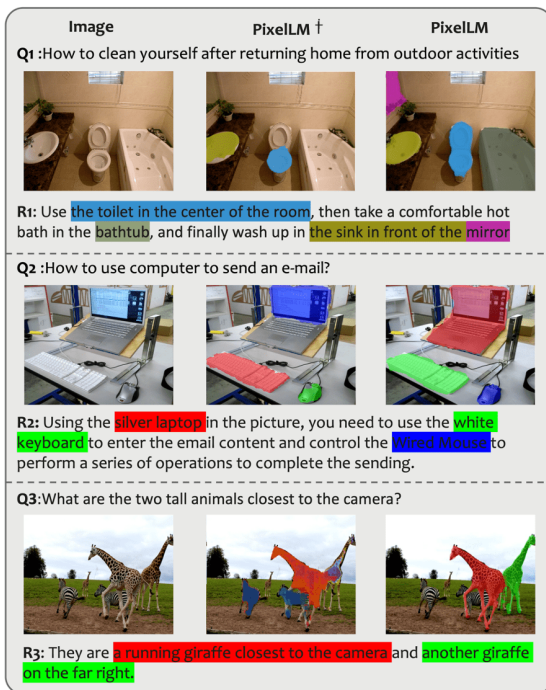 Image PixelLM † PixelLM
Q1 :How to clean yourself after returning home from outdoor activities
R1: Use the toilet in the center of the room, then take a comfortable hot
bath in the bathtub, and finally wash up in the sink in front of the mirror
Q2 :How to use computer to send an e-mail?
R2: Using the silver laptop in the picture, you need to use the white
keyboard to enter the email content and control the Wired Mouse to
perform a series of operations to complete the sending.
Q3:What are the two tall animals closest to the camera?
R3: They are a running giraffe closest to the camera and another giraffe
on the far right.